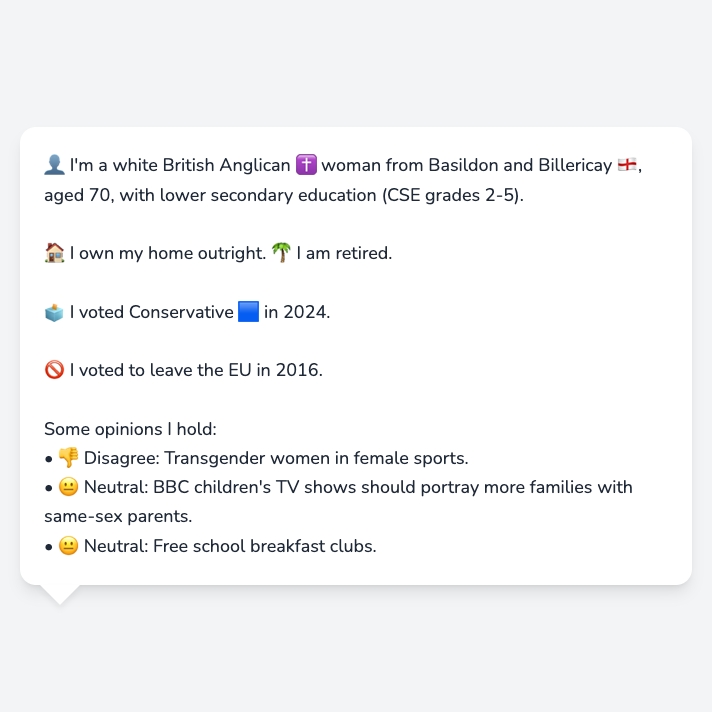 👤 I'm a white British Anglican ✝️ woman from Basildon and Billericay 🏴󠁧󠁢󠁥󠁮󠁧󠁿,
aged 70, with lower secondary education (CSE grades 2-5).
🏠 I own my home outright. 🌴 I am retired.
🗳️ I voted Conservative 🟦 in 2024.
🚫 I voted to leave the EU in 2016.
Some opinions I hold:
• 👎 Disagree: Transgender women in female sports.
• 😐 Neutral: BBC children's TV shows should portray more families with
same-sex parents.
• 😐 Neutral: Free school breakfast clubs.